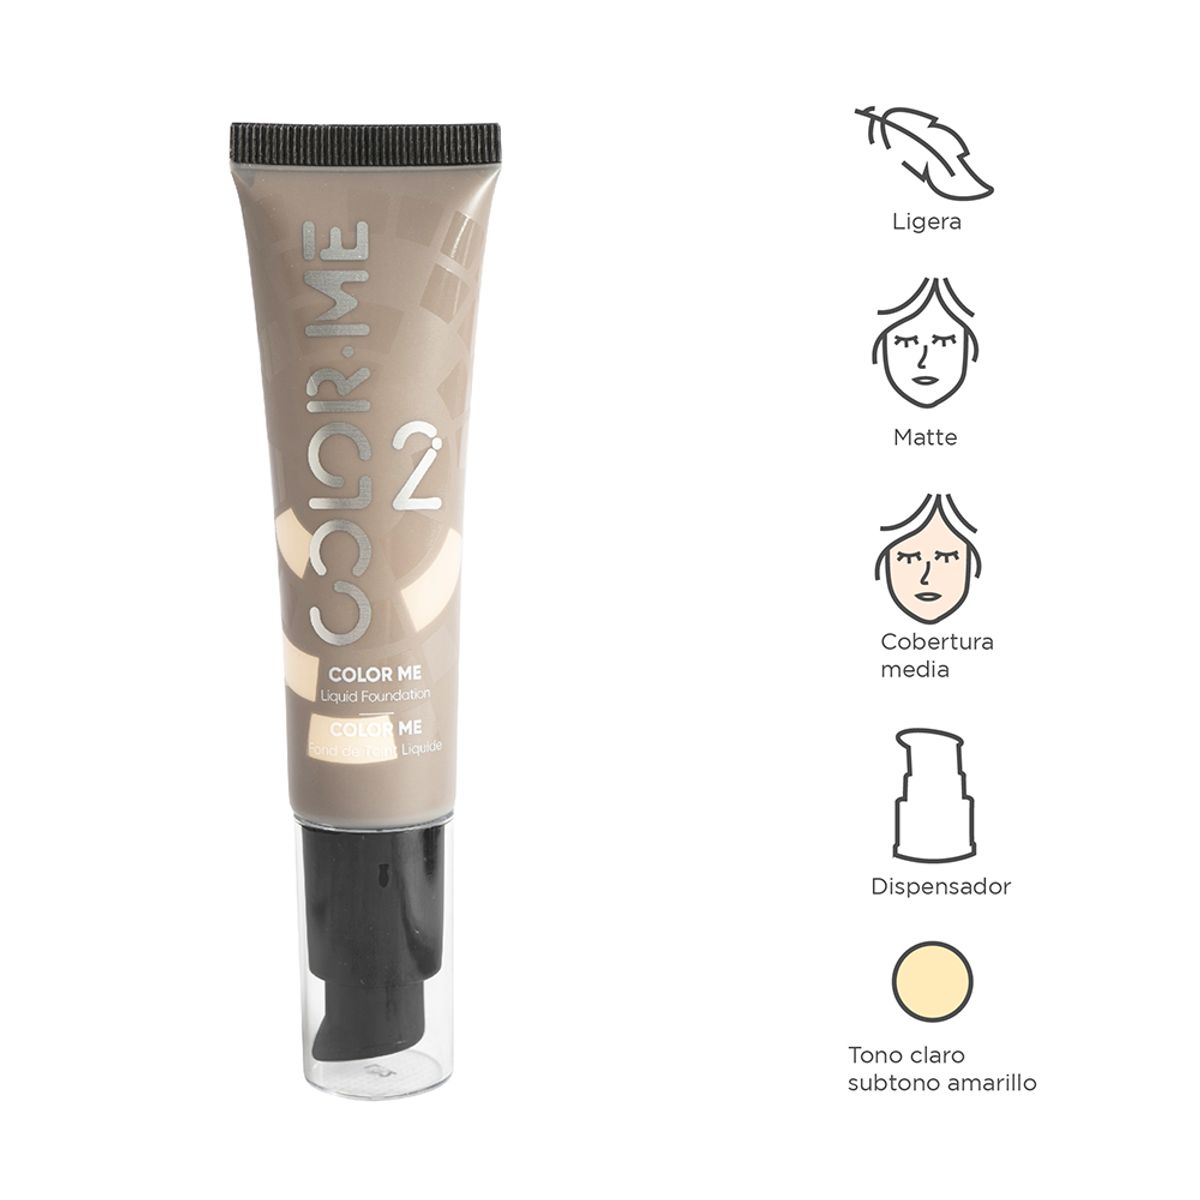 COLOR·ME
2
COLOR ME
Liquid Foundation
COLOR ME
Fond de Teint Liquide
Ligera
Matte
Cobertura
media
Dispensador
Tono claro
subtono amarillo